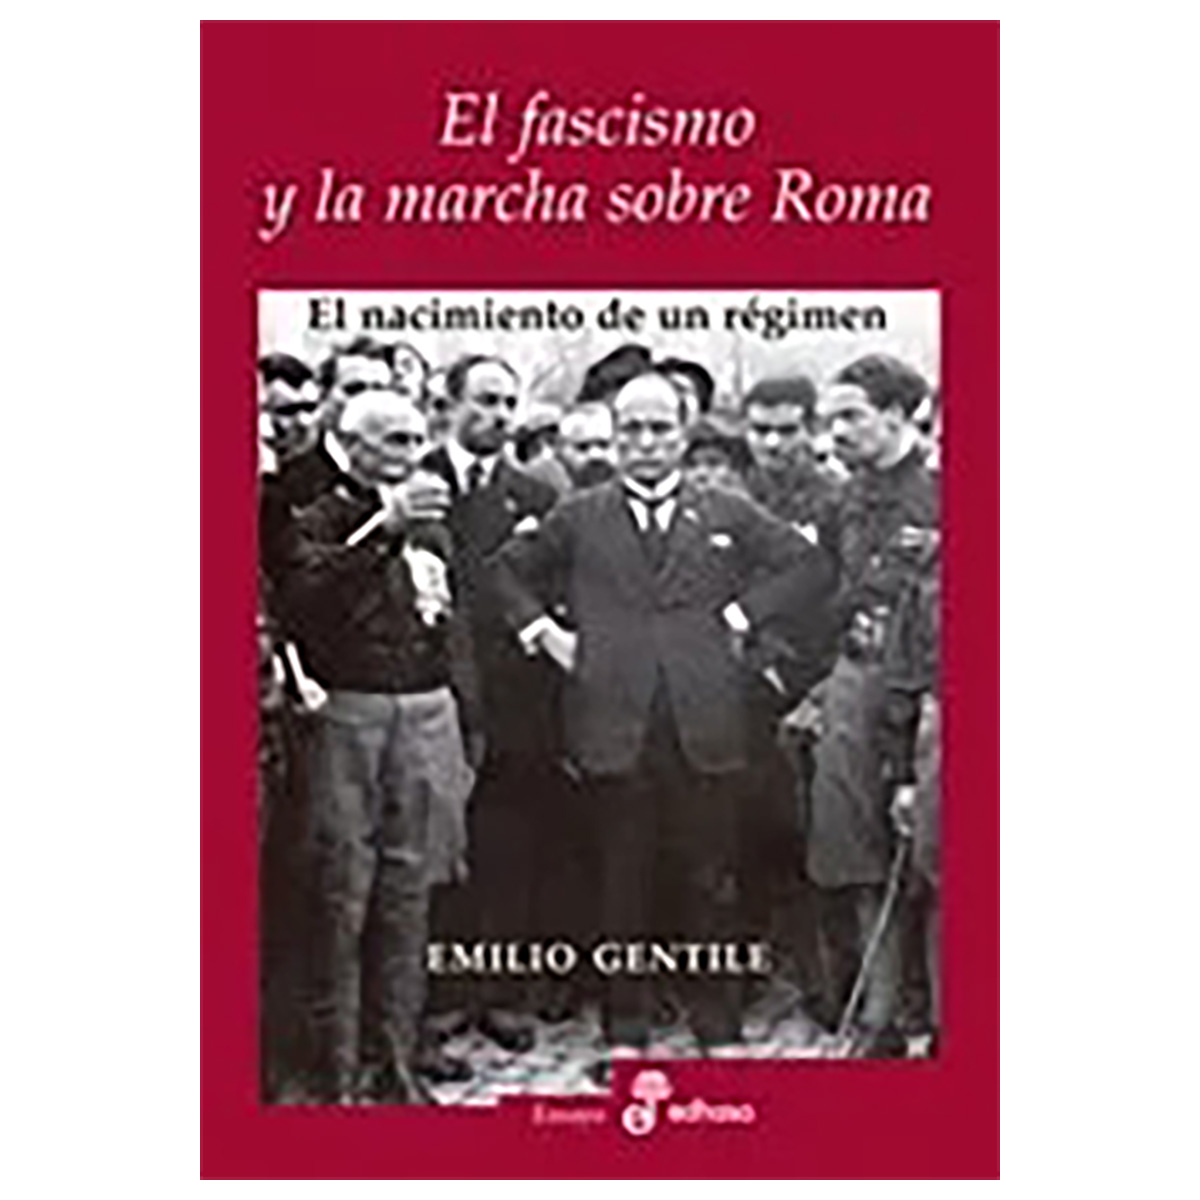 El fascismo
y la marcha sobre Roma
El nacimiento de un régimen
EMILIO GENTILE
Ensayo edhasa